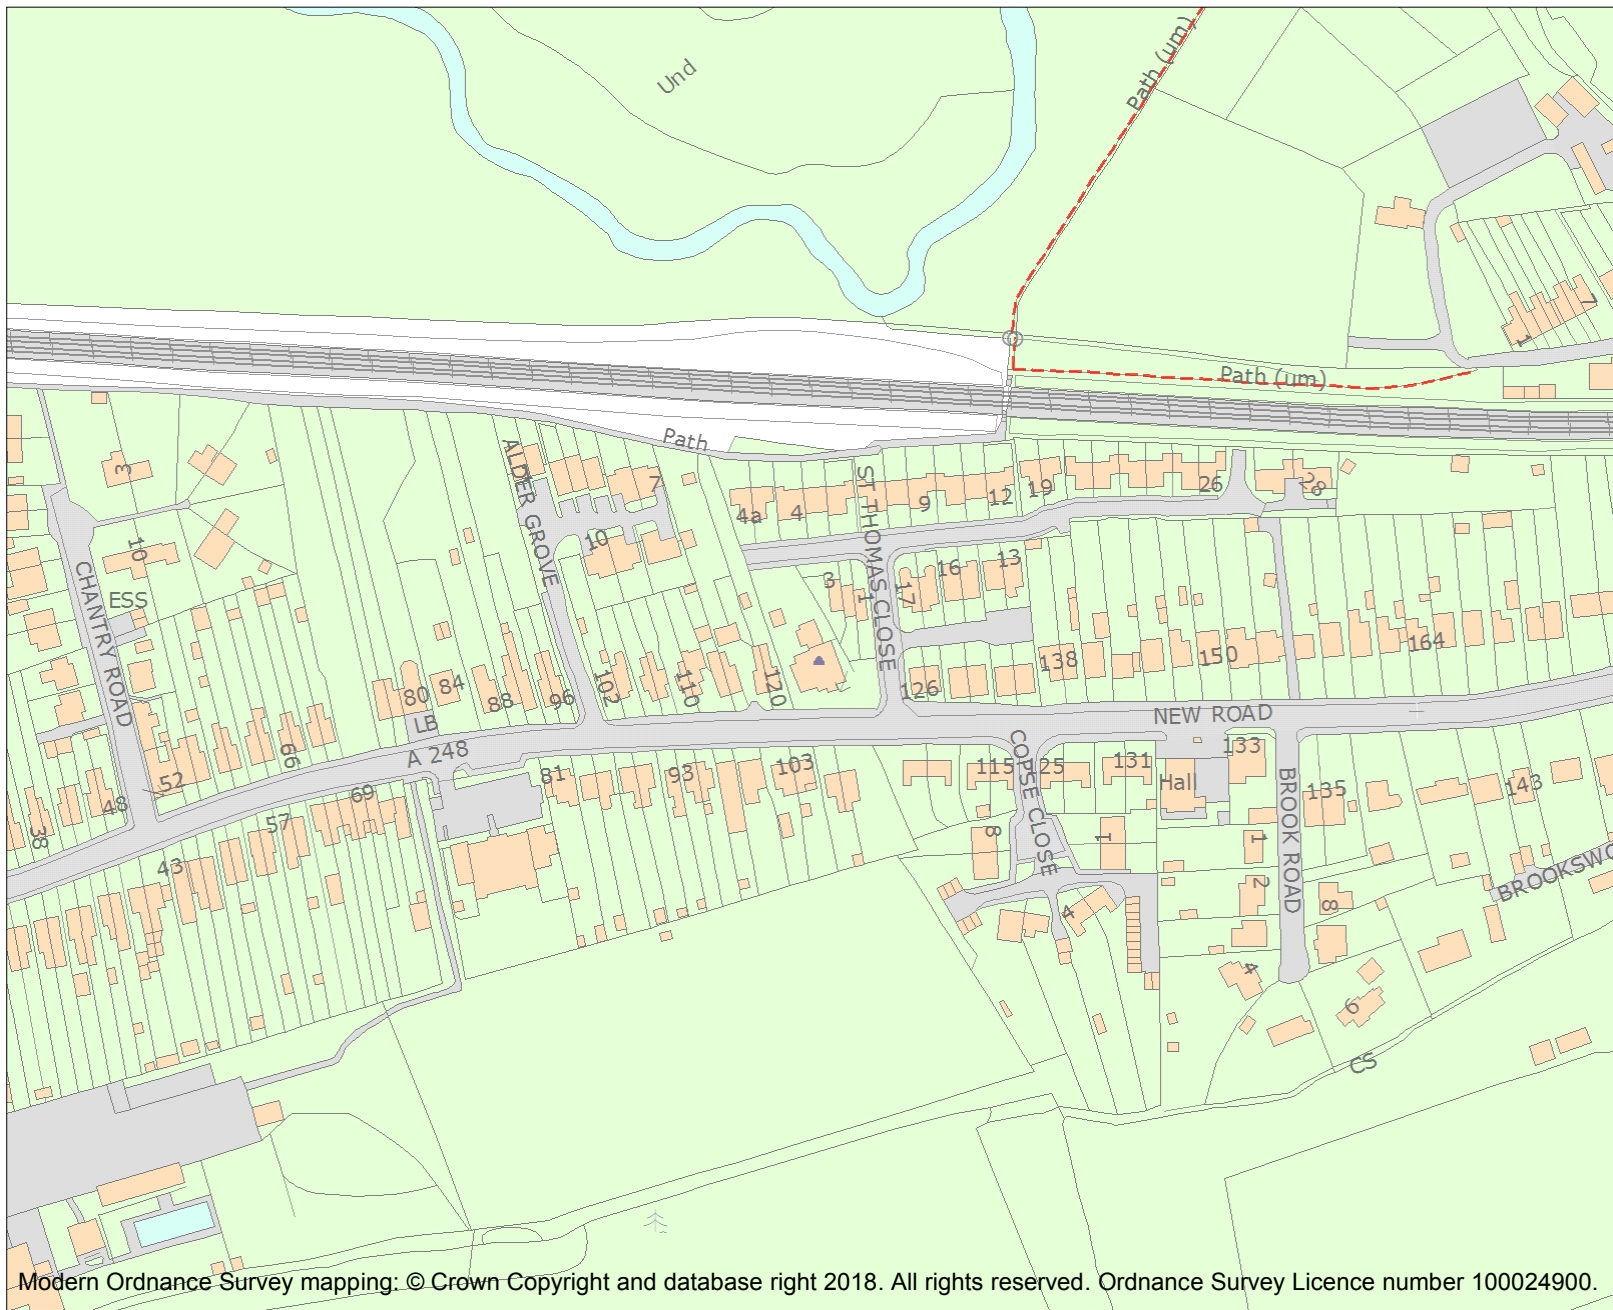 Und
Path (um)
Path (um)
Path
7
1
3
10
ESS
CHANTRY ROAD
ALDER GROVE
7
10
4a
4
9
12
19
26
28
ST THOMAS CLOSE
3
1
17
16
13
126
138
150
164
80
84
88
96
102
110
120
LB
66
52
48
38
A 248
NEW ROAD
43
57
69
81
93
103
115
25
131
133
Hall
135
143
COPSE CLOSE
BROOK ROAD
BROOKSWO
8
1
4
1
2
8
4
6
CS
Modern Ordnance Survey mapping: © Crown Copyright and database right 2018. All rights reserved. Ordnance Survey Licence number 100024900.